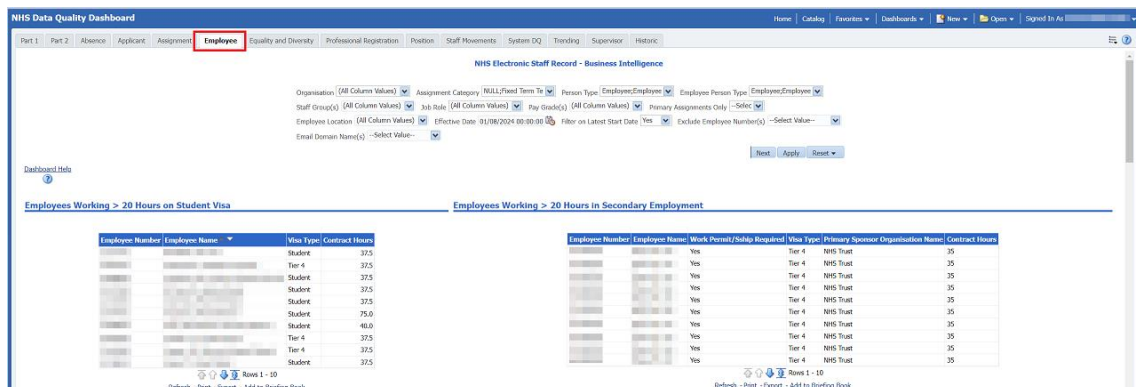 NHS Data Quality Dashboard
Home | Catalog | Favorites | Dashboards | New | Open | Signed In As
Part 1 Part 2 Absence Applicant Assignment Employee Equality and Diversity Professional Registration Position Staff Movements System DQ Trending Supervisor Historic
NHS Electronic Staff Record - Business Intelligence
Organisation (All Column Values) Assignment Category NULL;Fixed Term Te Person Type Employee;Employee Employee Person Type Employee;Employee
Staff Group(s) (All Column Values) Job Role (All Column Values) Pay Grade(s) (All Column Values) Primary Assignments Only --Selec
Employee Location (All Column Values) Effective Date 01/08/2024 00:00:00 Filter on Latest Start Date Yes Exclude Employee Number(s) --Select Value--
Email Domain Name(s) --Select Value--
Next Apply Reset
Dashboard Help
Employees Working > 20 Hours on Student Visa
Employee Number Employee Name Visa Type Contract Hours
Student 37.5
Tier 4 37.5
Student 37.5
Student 37.5
Student 75.0
Student 40.0
Tier 4 37.5
Tier 4 37.5
Student 37.5
Rows 1 - 10
Refresh - Print - Export - Add to Briefing Book
Employees Working > 20 Hours in Secondary Employment
Employee Number Employee Name Work Permit/Sship Required Visa Type Primary Sponsor Organisation Name Contract Hours
Yes Tier 4 NHS Trust 35
Yes Tier 4 NHS Trust 35
Yes Tier 4 NHS Trust 35
Yes Tier 4 NHS Trust 35
Yes Tier 4 NHS Trust 35
Yes Tier 4 NHS Trust 35
Yes Tier 4 NHS Trust 35
Yes Tier 4 NHS Trust 35
Yes Tier 4 NHS Trust 35
Yes Tier 4 NHS Trust 35
Rows 1 - 10
Refresh - Print - Export - Add to Briefing Book